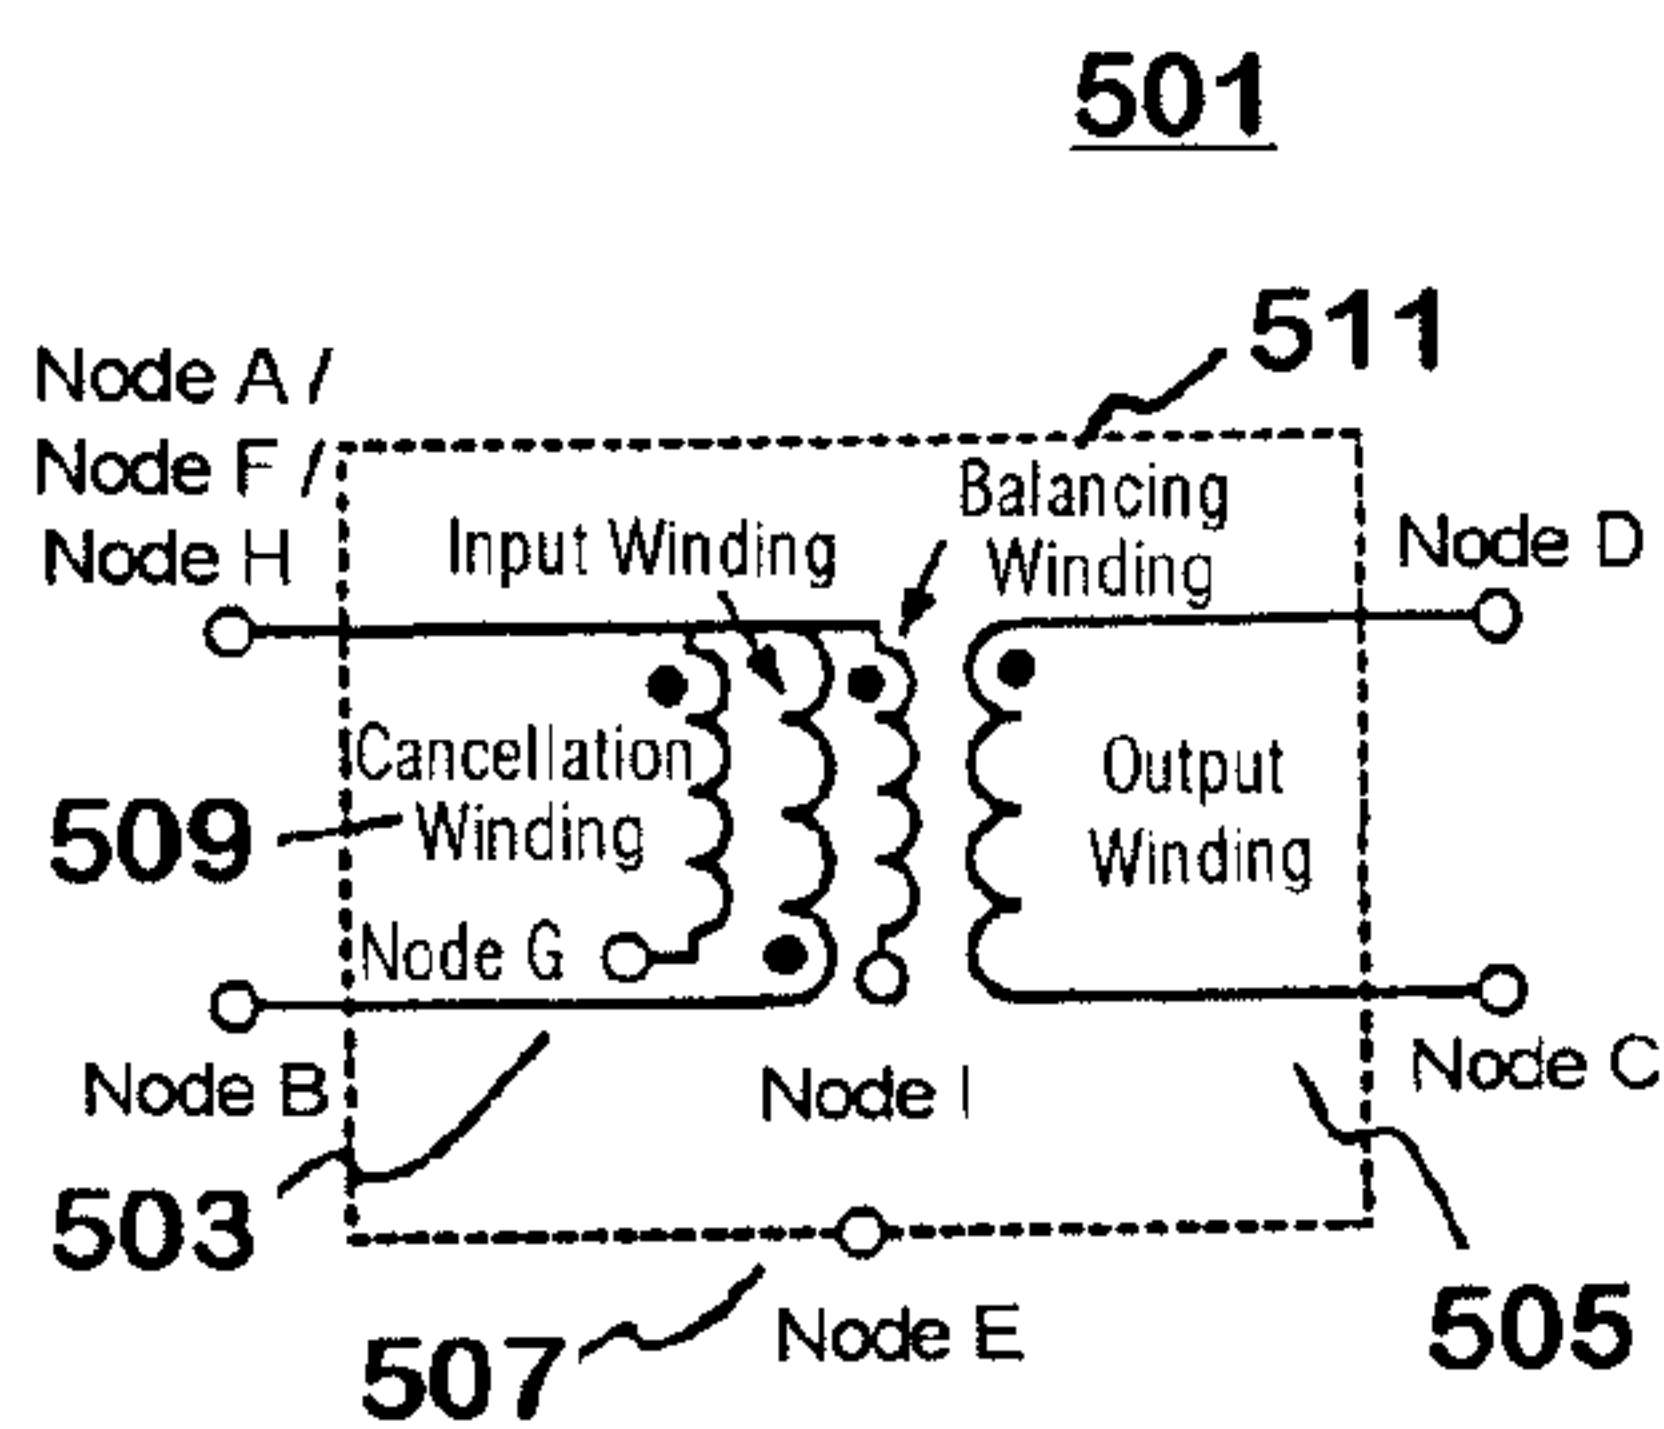 501
511
Node A /
Node F /
Node H
Input Winding
Balancing
Winding
Node D
Cancellation
Winding
509
Output
Winding
Node G
Node B
Node I
Node C
503
507
Node E
505